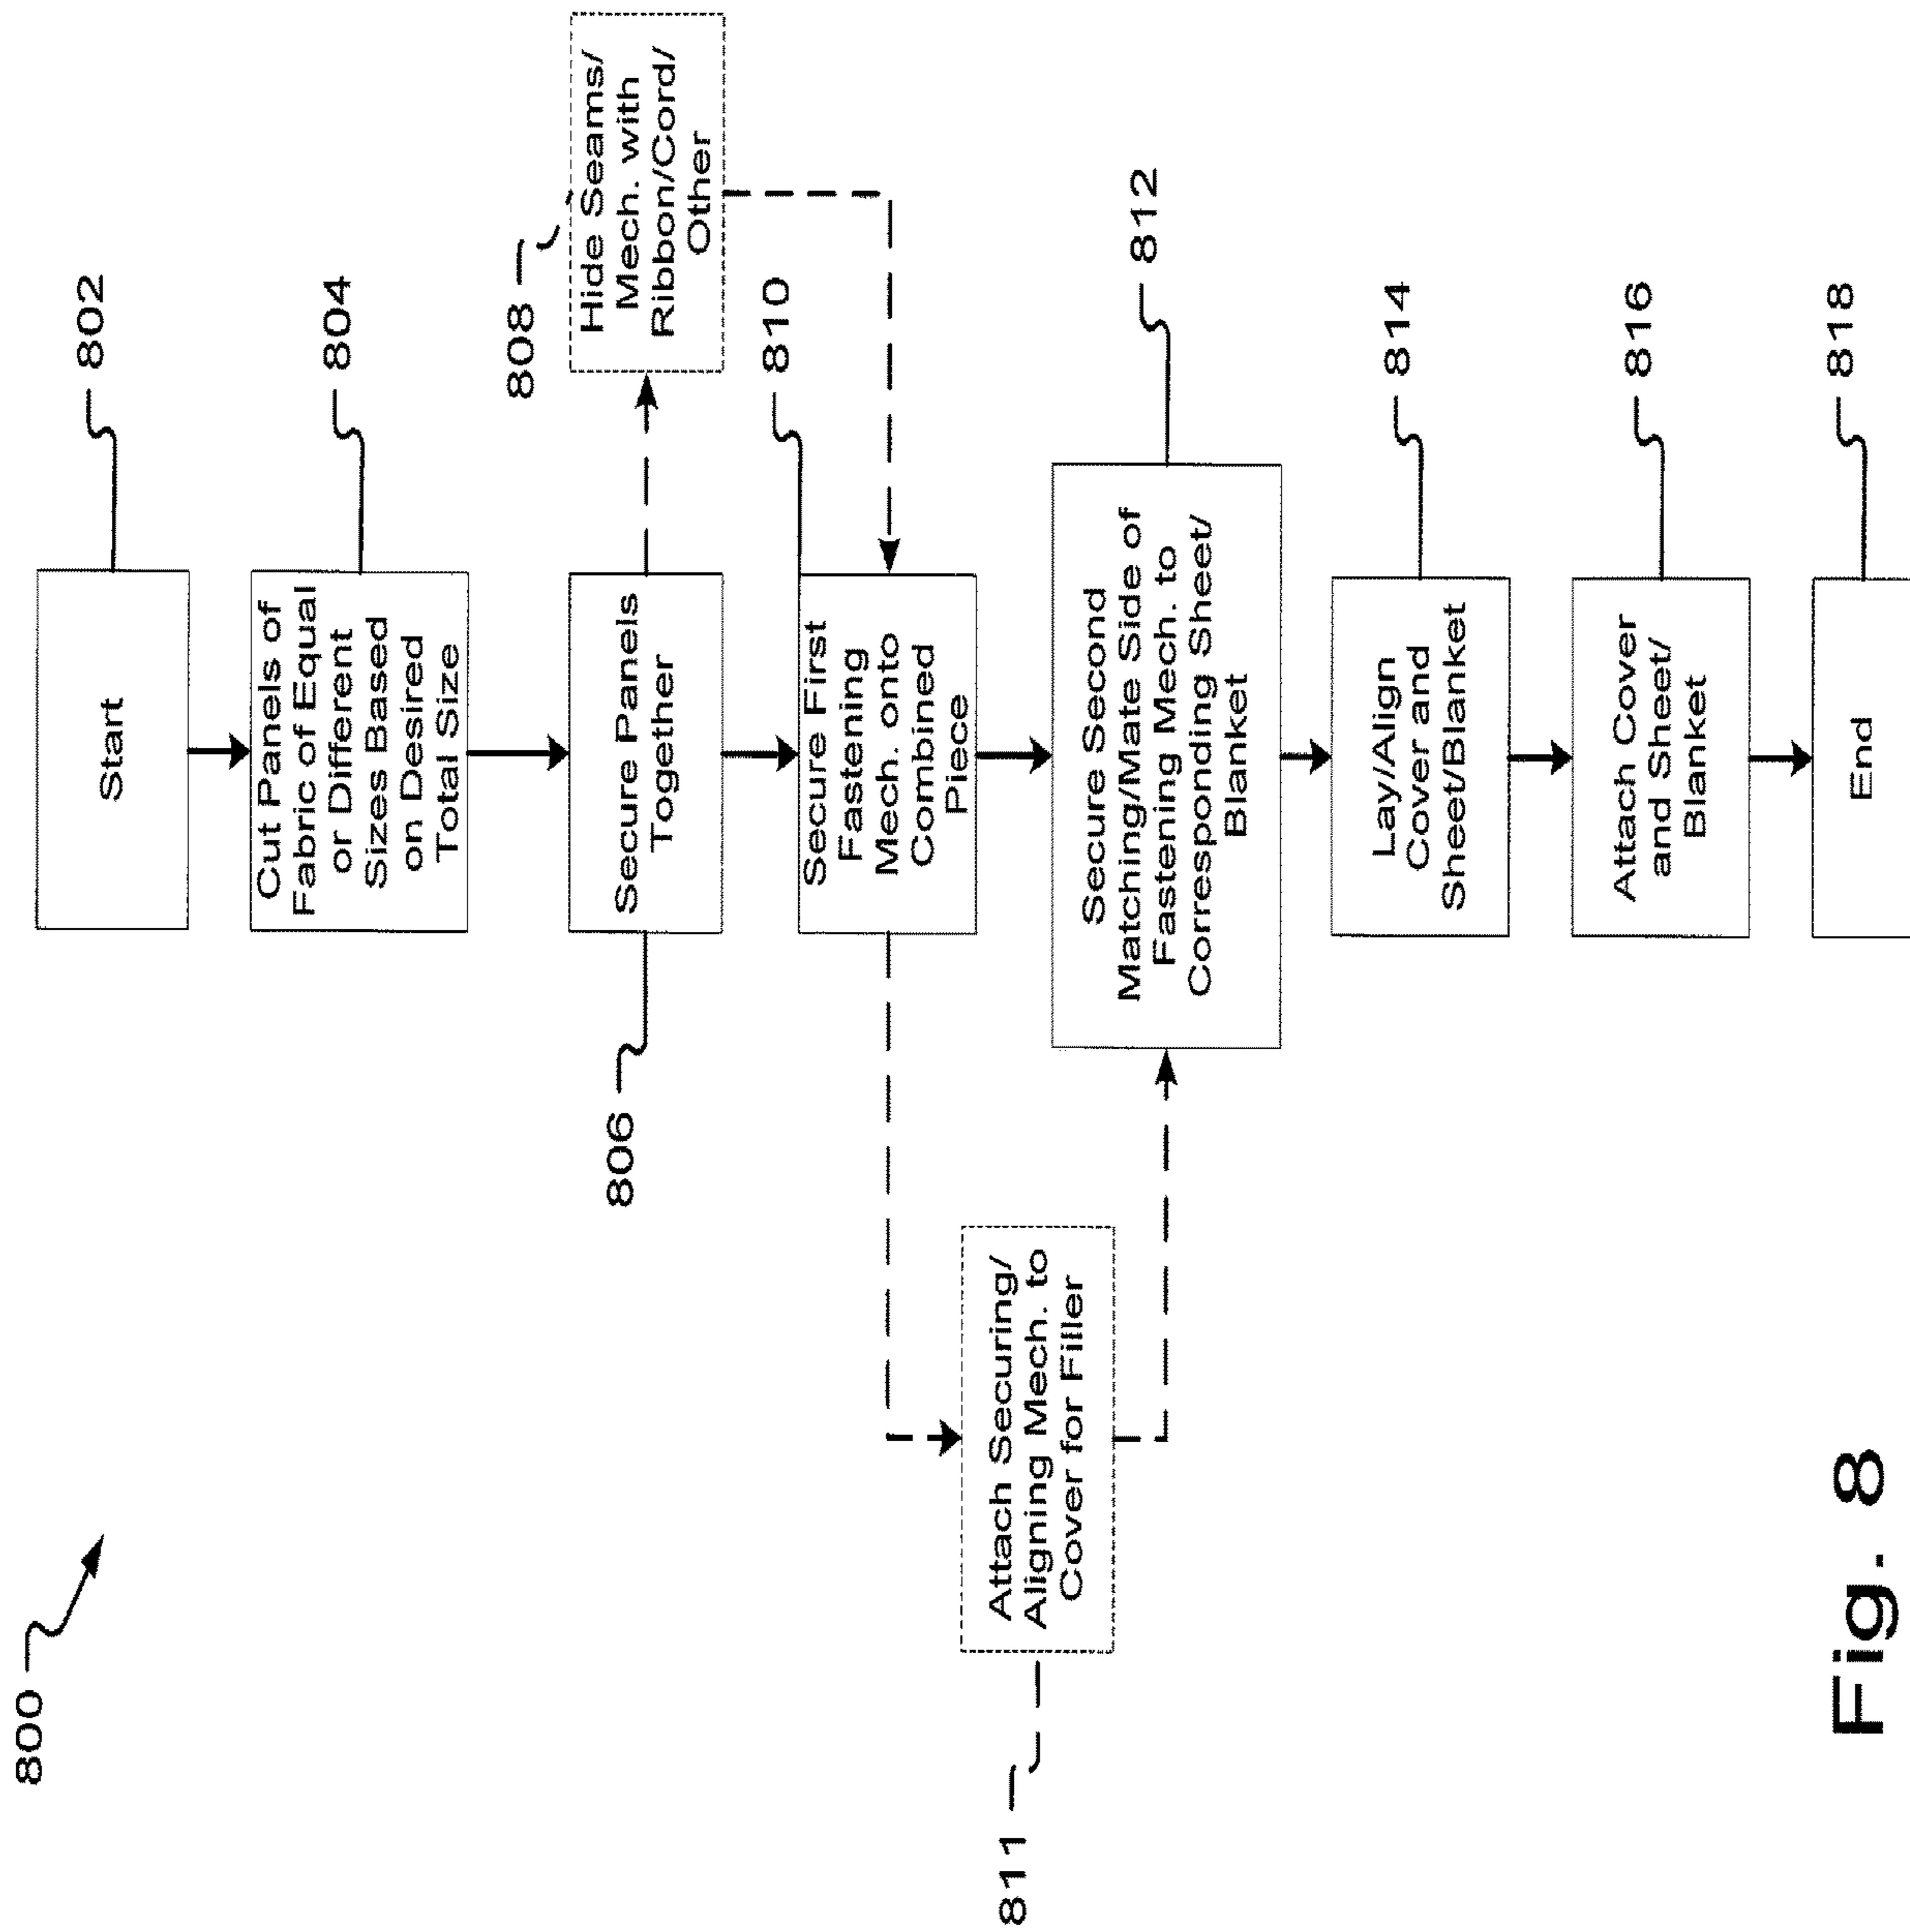 800
Start
802
Cut Panels of
Fabric of Equal
or Different
Sizes Based
on Desired
Total Size
804
Secure Panels
Together
806
808
Hide Seams/
Mech. with
Ribbon/Cord/
Other
810
Secure First
Fastening
Mech. onto
Combined
Piece
811
Attach Securing/
Aligning Mech. to
Cover for Filler
Secure Second
Matching/Mate Side of
Fastening Mech. to
Corresponding Sheet/
Blanket
812
Lay/Align
Cover and
Sheet/Blanket
814
Attach Cover
and Sheet/
Blanket
816
End
818
Fig. 8